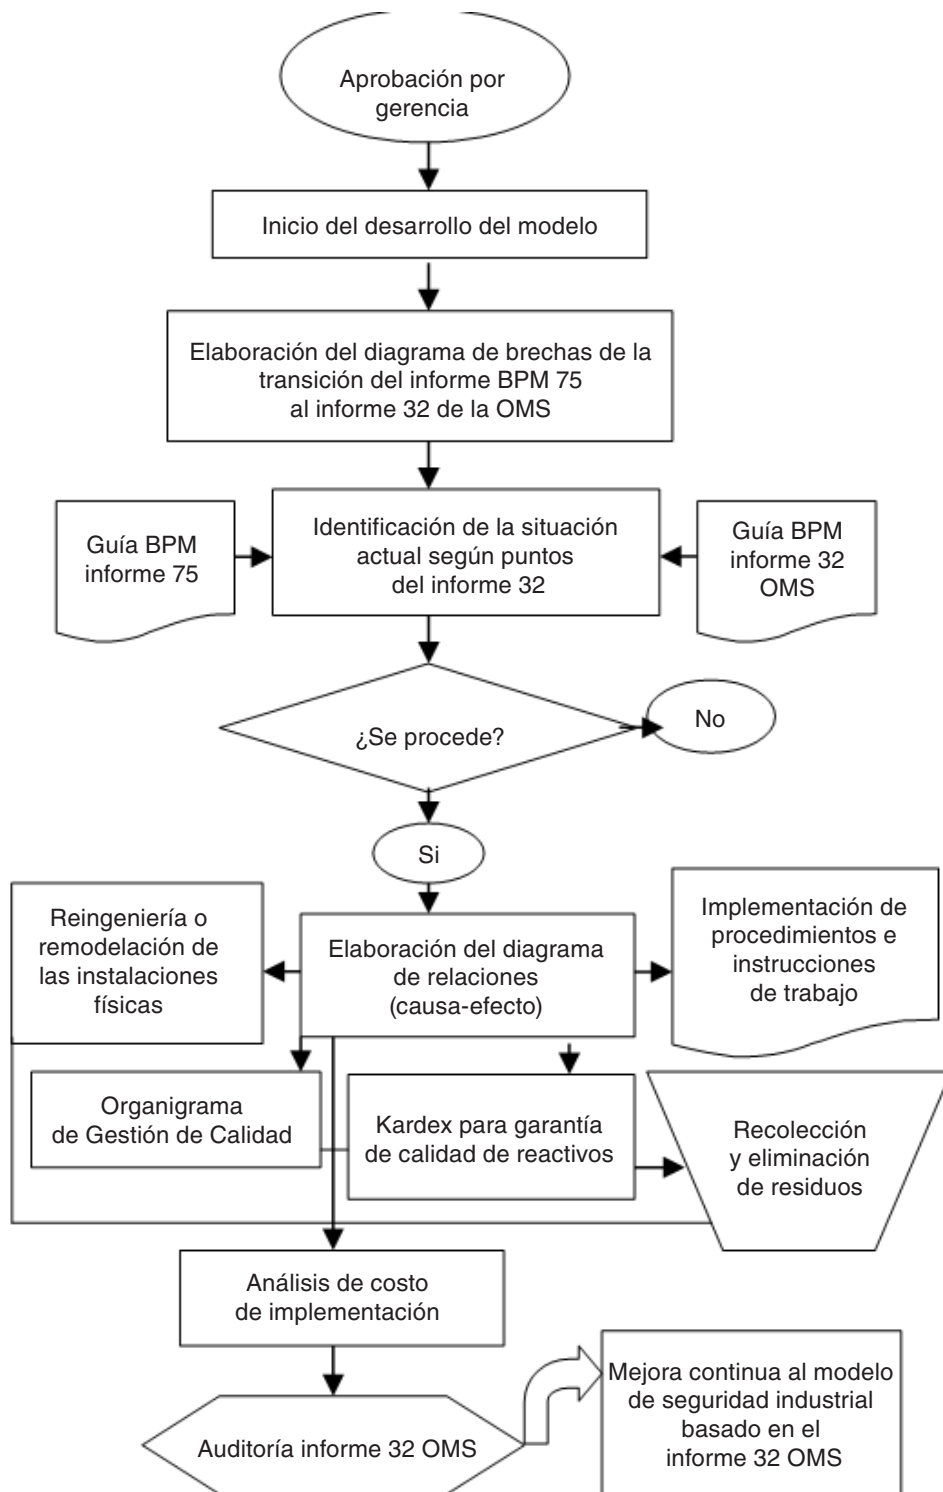 Aprobación por
gerencia
Inicio del desarrollo del modelo
Elaboración del diagrama de brechas de la
transición del informe BPM 75
al informe 32 de la OMS
Guía BPM
informe 75
Identificación de la situación
actual según puntos
del informe 32
Guía BPM
informe 32
OMS
¿Se procede?
No
Si
Reingeniería o
remodelación de
las instalaciones
físicas
Elaboración del diagrama
de relaciones
(causa-efecto)
Implementación de
procedimientos e
instrucciones
de trabajo
Organigrama
de Gestión de Calidad
Kardex para garantía
de calidad de reactivos
Recolección
y eliminación
de residuos
Análisis de costo
de implementación
Auditoría informe 32 OMS
Mejora continua al modelo
de seguridad industrial
basado en el
informe 32 OMS